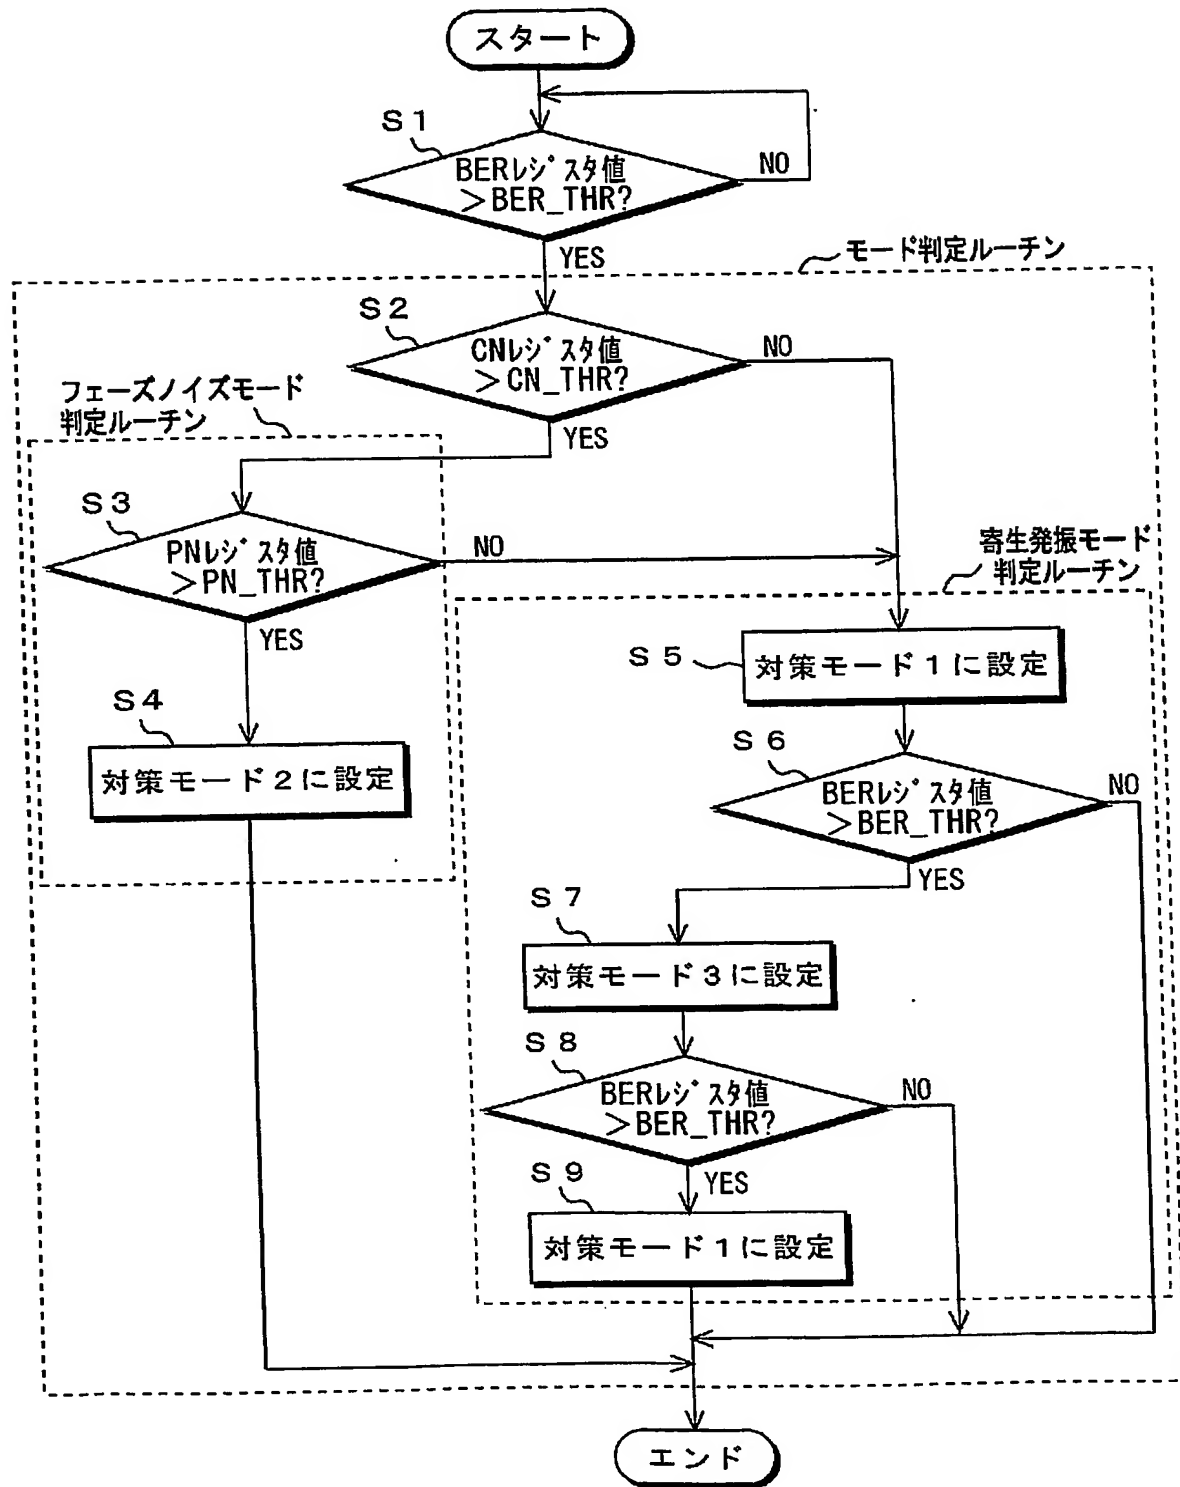 スタート
S1
BERレジスタ値
＞BER_THR?
NO
YES
モード判定ルーチン
S2
CNレジスタ値
＞CN_THR?
NO
YES
フェーズノイズモード
判定ルーチン
S3
PNレジスタ値
＞PN_THR?
NO
YES
寄生発振モード
判定ルーチン
S5
対策モード1に設定
S4
対策モード2に設定
S6
BERレジスタ値
＞BER_THR?
NO
YES
S7
対策モード3に設定
S8
BERレジスタ値
＞BER_THR?
NO
YES
S9
対策モード1に設定
エンド